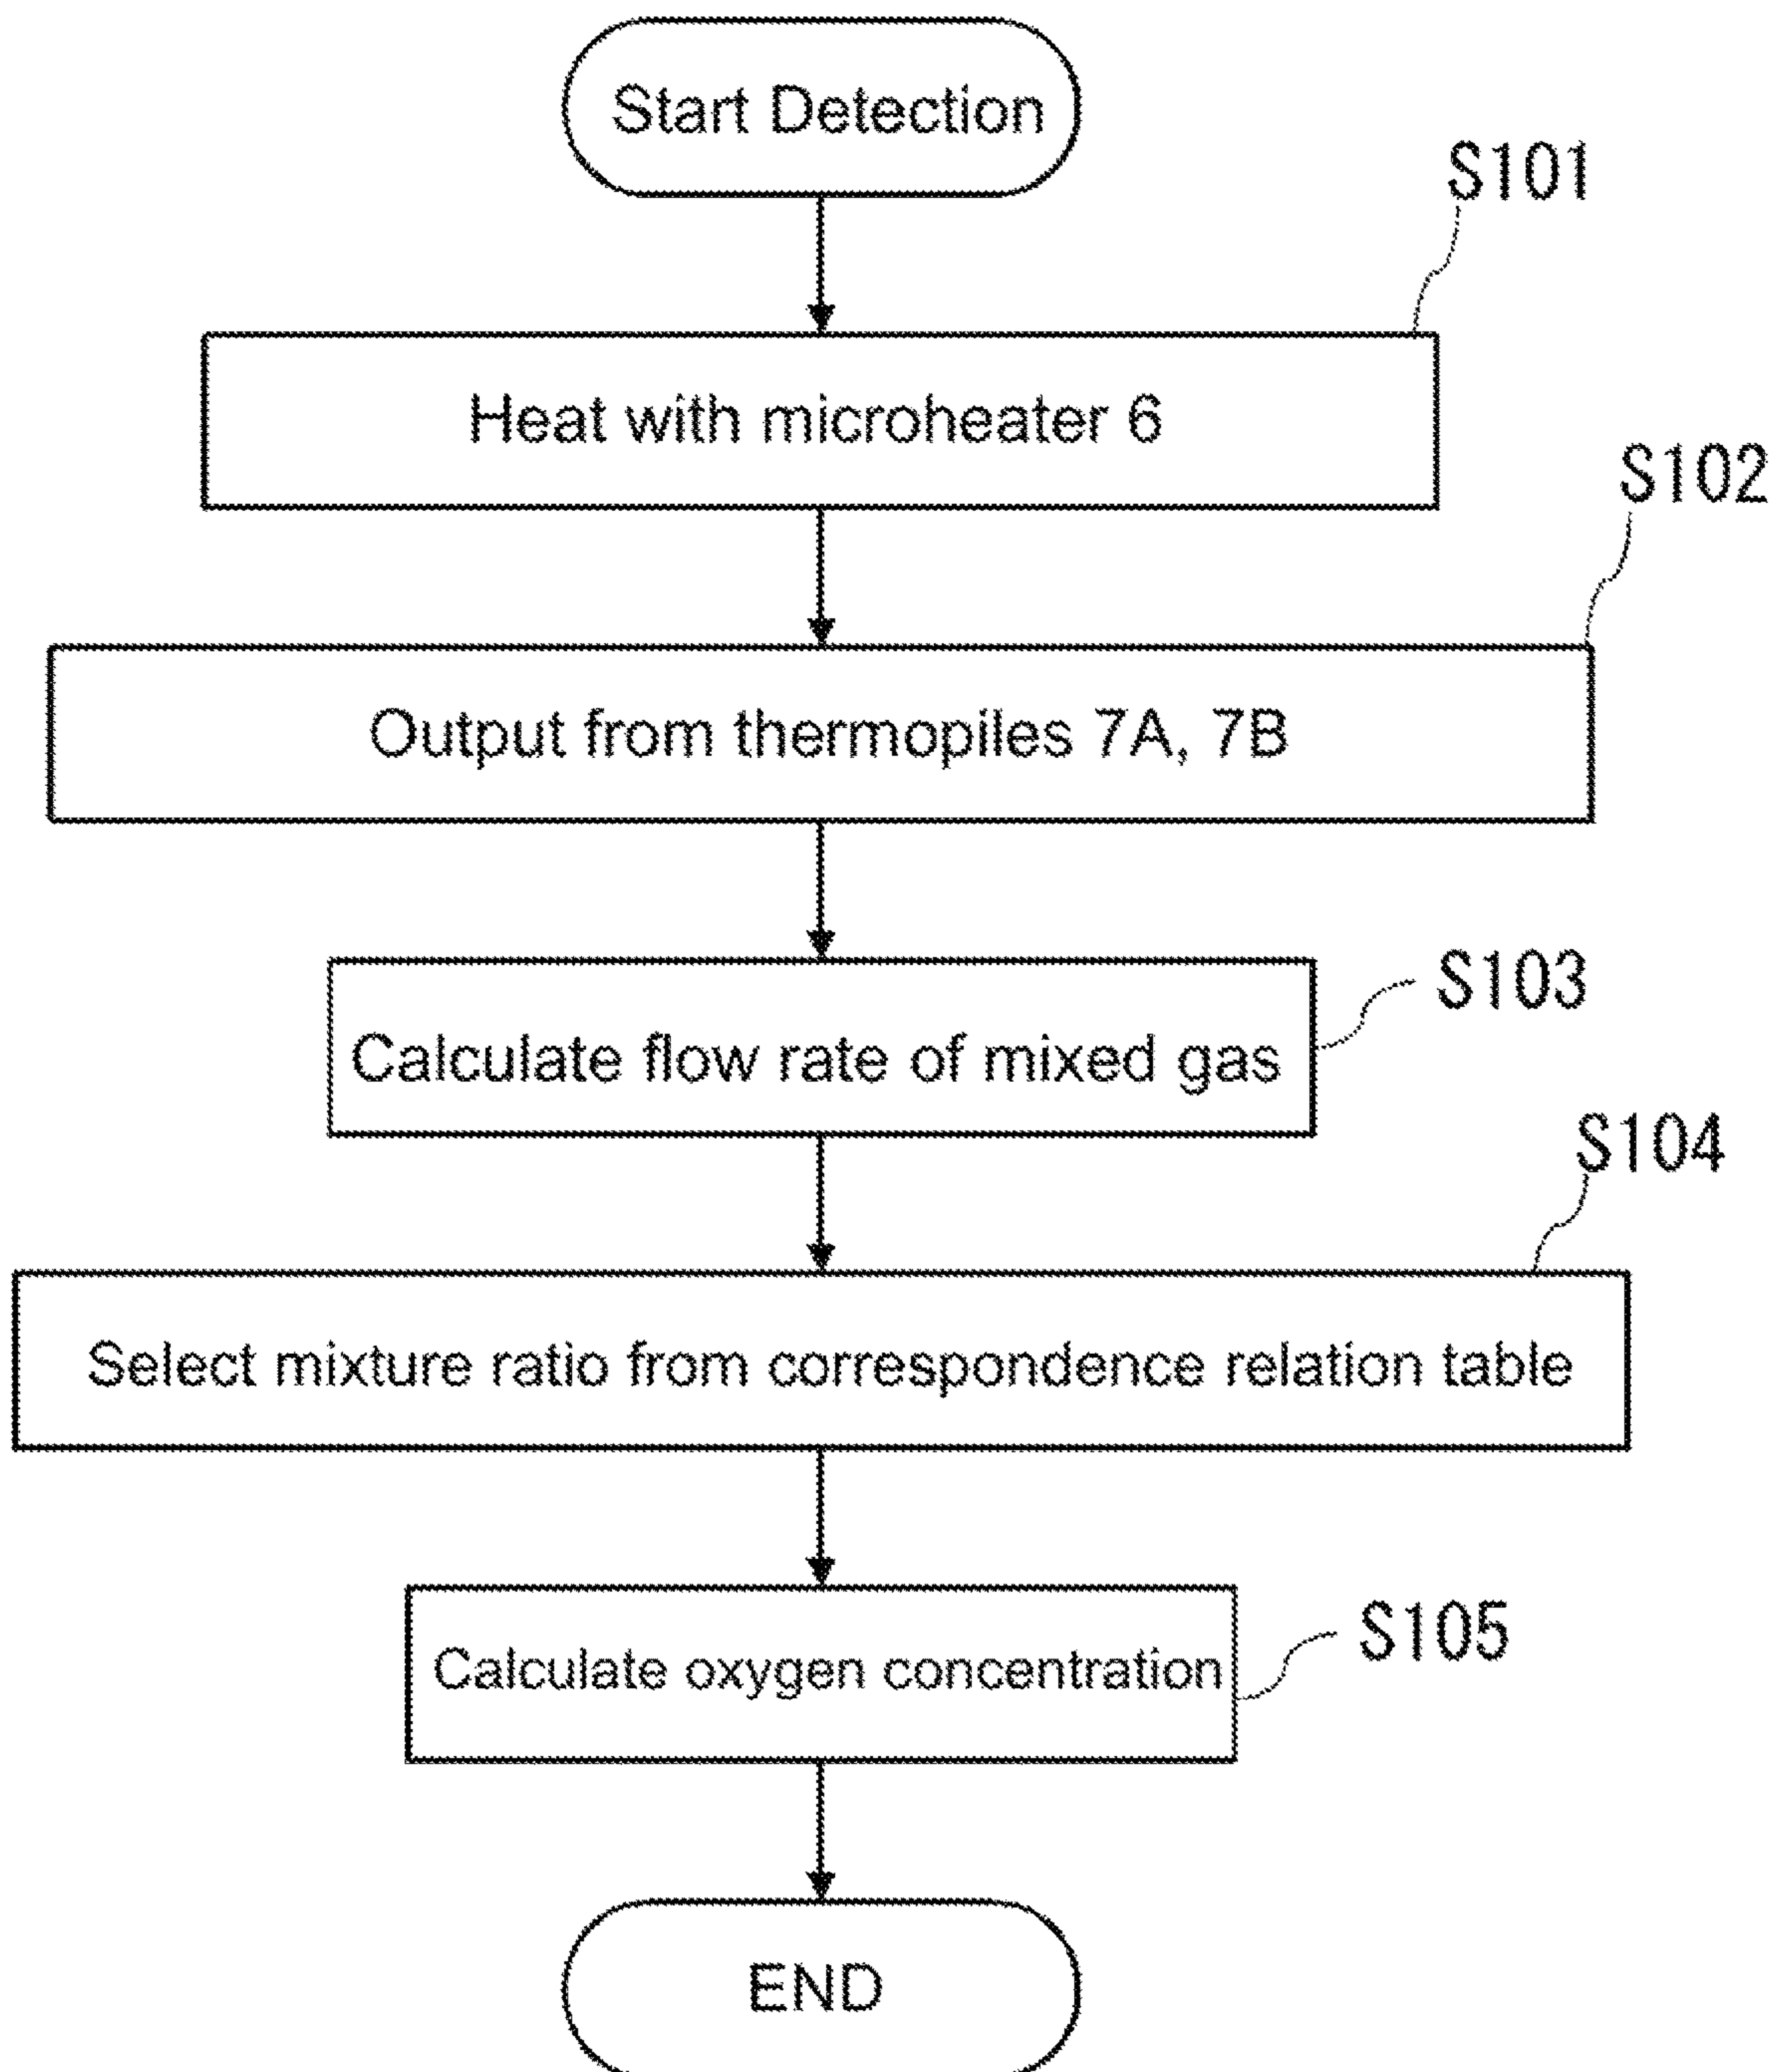 Start Detection
S101
Heat with microheater 6
S102
Output from thermopiles 7A, 7B
S103
Calculate flow rate of mixed gas
S104
Select mixture ratio from correspondence relation table
S105
Calculate oxygen concentration
END